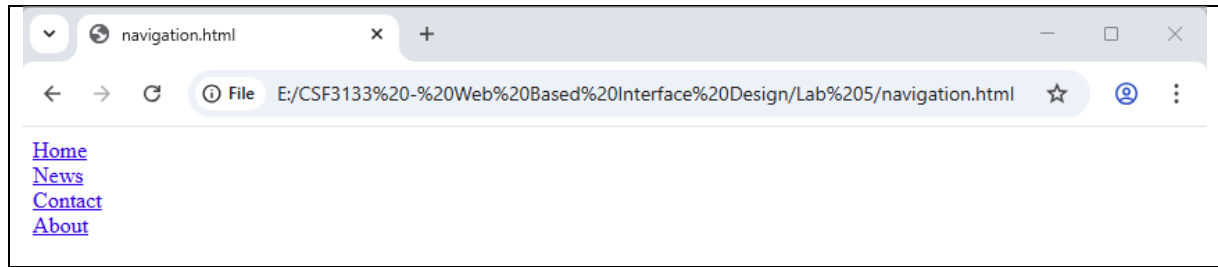 navigation.html
File E:/CSF3133%20-%20Web%20Based%20Interface%20Design/Lab%205/navigation.html
Home
News
Contact
About